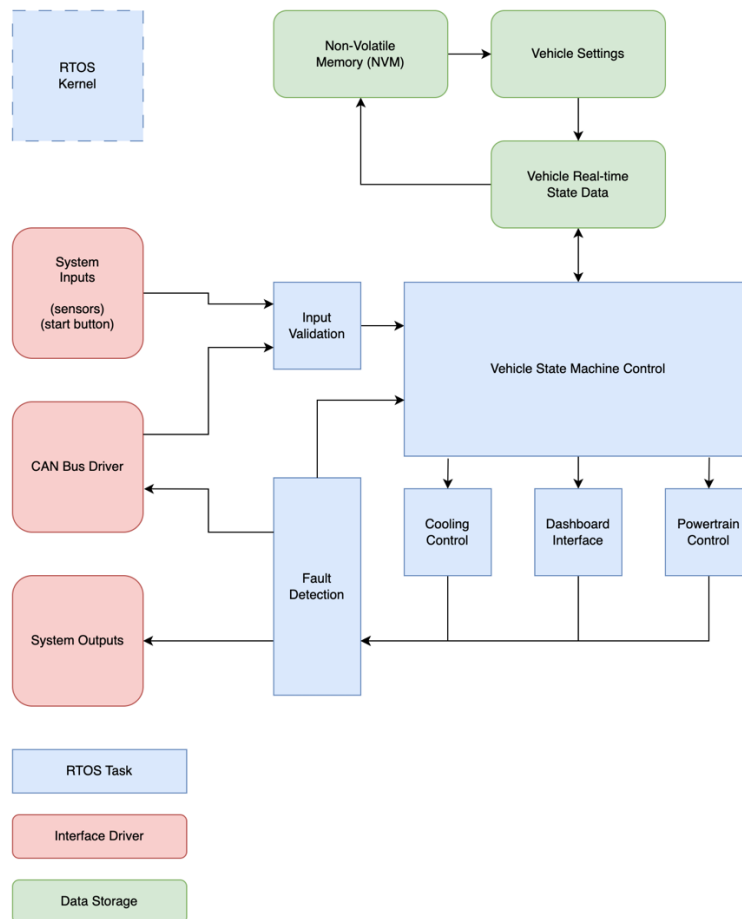 RTOS
Kernel
Non-Volatile
Memory (NVM)
Vehicle Settings
Vehicle Real-time
State Data
System
Inputs
(sensors)
(start button)
Input
Validation
Vehicle State Machine Control
CAN Bus Driver
Cooling
Control
Dashboard
Interface
Powertrain
Control
Fault
Detection
System Outputs
RTOS Task
Interface Driver
Data Storage